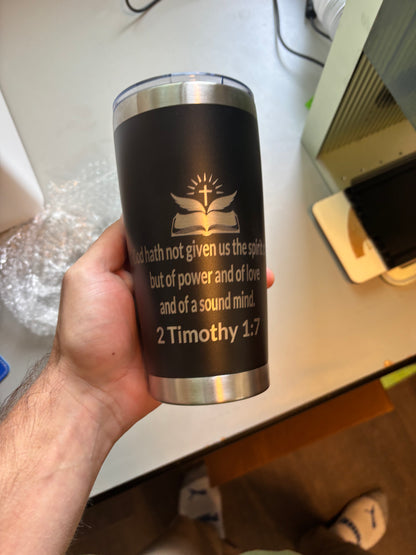 hath not given us the spirit
but of power and of love
and of a sound mind.
2 Timothy 1:7